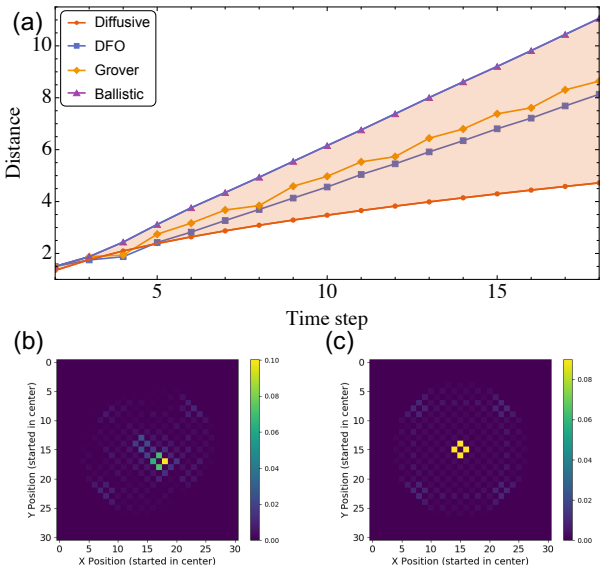 (a)
Diffusive
DFO
Grover
Ballistic
Distance
10
8
6
4
2
5
10
15
Time step
(b)
(c)
0
5
10
15
20
25
30
Y Position (started in center)
0 5 10 15 20 25 30
X Position (started in center)
0.10
0.08
0.06
0.04
0.02
0.00
0
5
10
15
20
25
30
Y Position (started in center)
0 5 10 15 20 25 30
X Position (started in center)
0.08
0.06
0.04
0.02
0.00